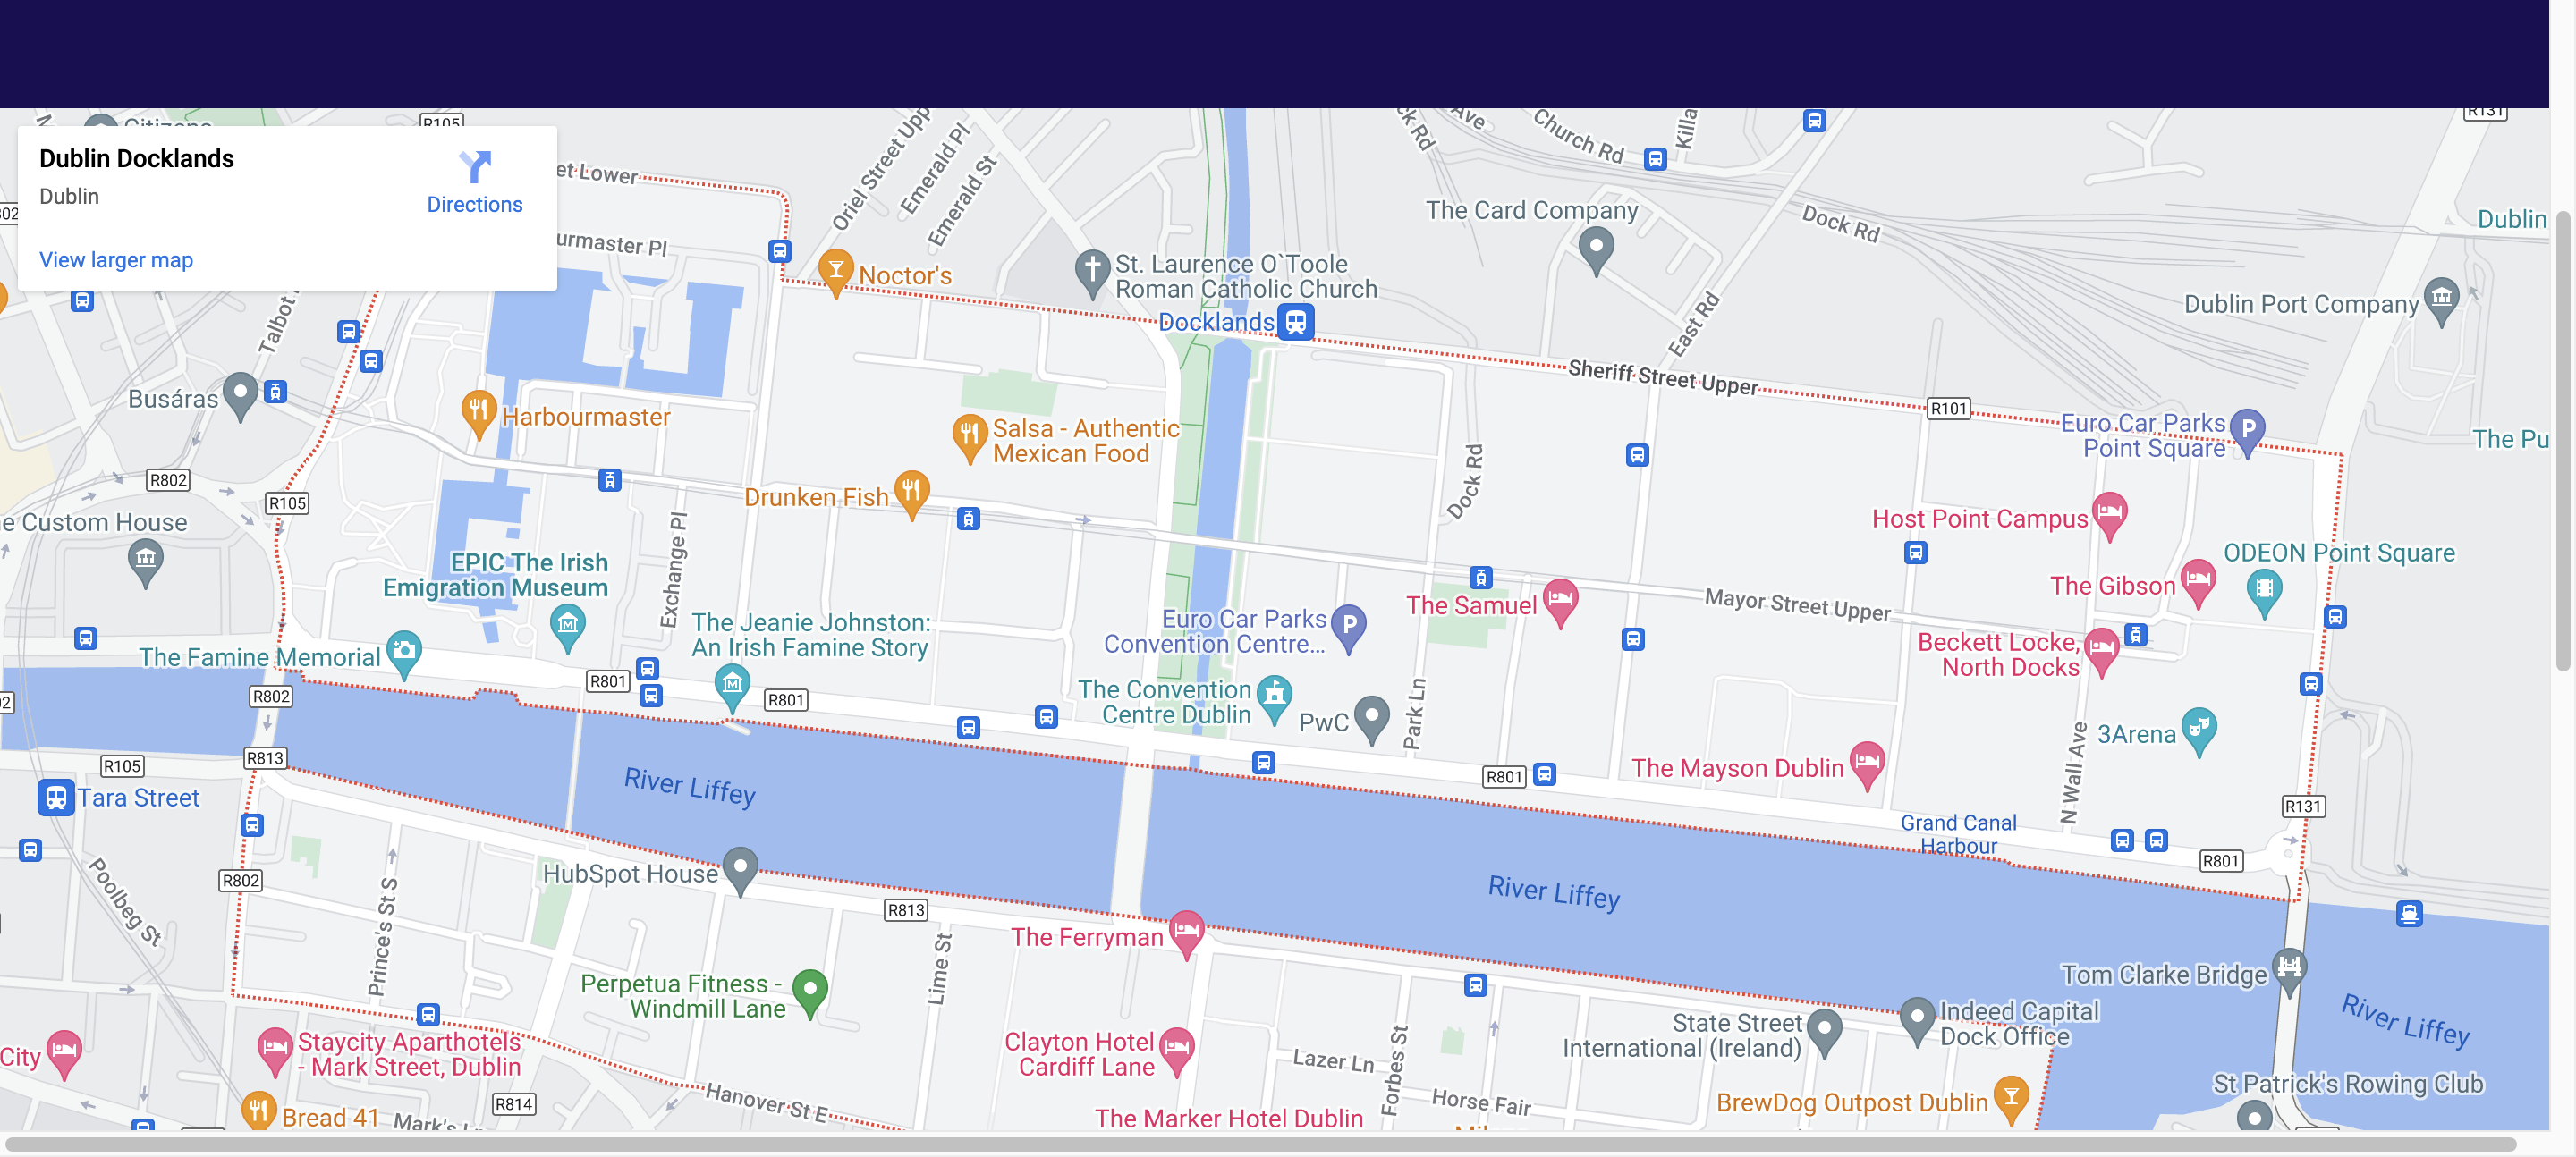 R105
R131
Citizens
Dublin Docklands
Dublin
Directions
View larger map
et Lower
urmaster Pl
Oriel Street Upp
Emerald Pl
Emerald St
ck Rd
Ave
Church Rd
Killa
The Card Company
Dock Rd
Dublin
Talbot
Noctor's
St. Laurence O`Toole
Roman Catholic Church
Docklands
East Rd
Dublin Port Company
Sheriff Street Upper
R101
Busáras
Harbourmaster
Salsa - Authentic
Mexican Food
Euro Car Parks
Point Square
The Pu
R802
R105
Drunken Fish
Dock Rd
Host Point Campus
e Custom House
Exchange Pl
EPIC The Irish
Emigration Museum
ODEON Point Square
The Gibson
The Samuel
Mayor Street Upper
The Jeanie Johnston:
An Irish Famine Story
Euro Car Parks
Convention Centre...
Beckett Locke,
North Docks
The Famine Memorial
R801
R802
R801
The Convention
Centre Dublin
PwC
Park Ln
3Arena
N Wall Ave
R105
R813
River Liffey
R801
The Mayson Dublin
R131
Tara Street
Grand Canal
Harbour
R801
Poolbeg St
R802
Prince's St S
HubSpot House
R813
River Liffey
The Ferryman
Lime St
Tom Clarke Bridge
River Liffey
Perpetua Fitness -
Windmill Lane
Indeed Capital
Dock Office
State Street
International (Ireland)
City
Staycity Aparthotels
- Mark Street, Dublin
Clayton Hotel
Cardiff Lane
Lazer Ln
Forbes St
St Patrick's Rowing Club
R814
Hanover St E
Horse Fair
BrewDog Outpost Dublin
Bread 41
Mark's
The Marker Hotel Dublin